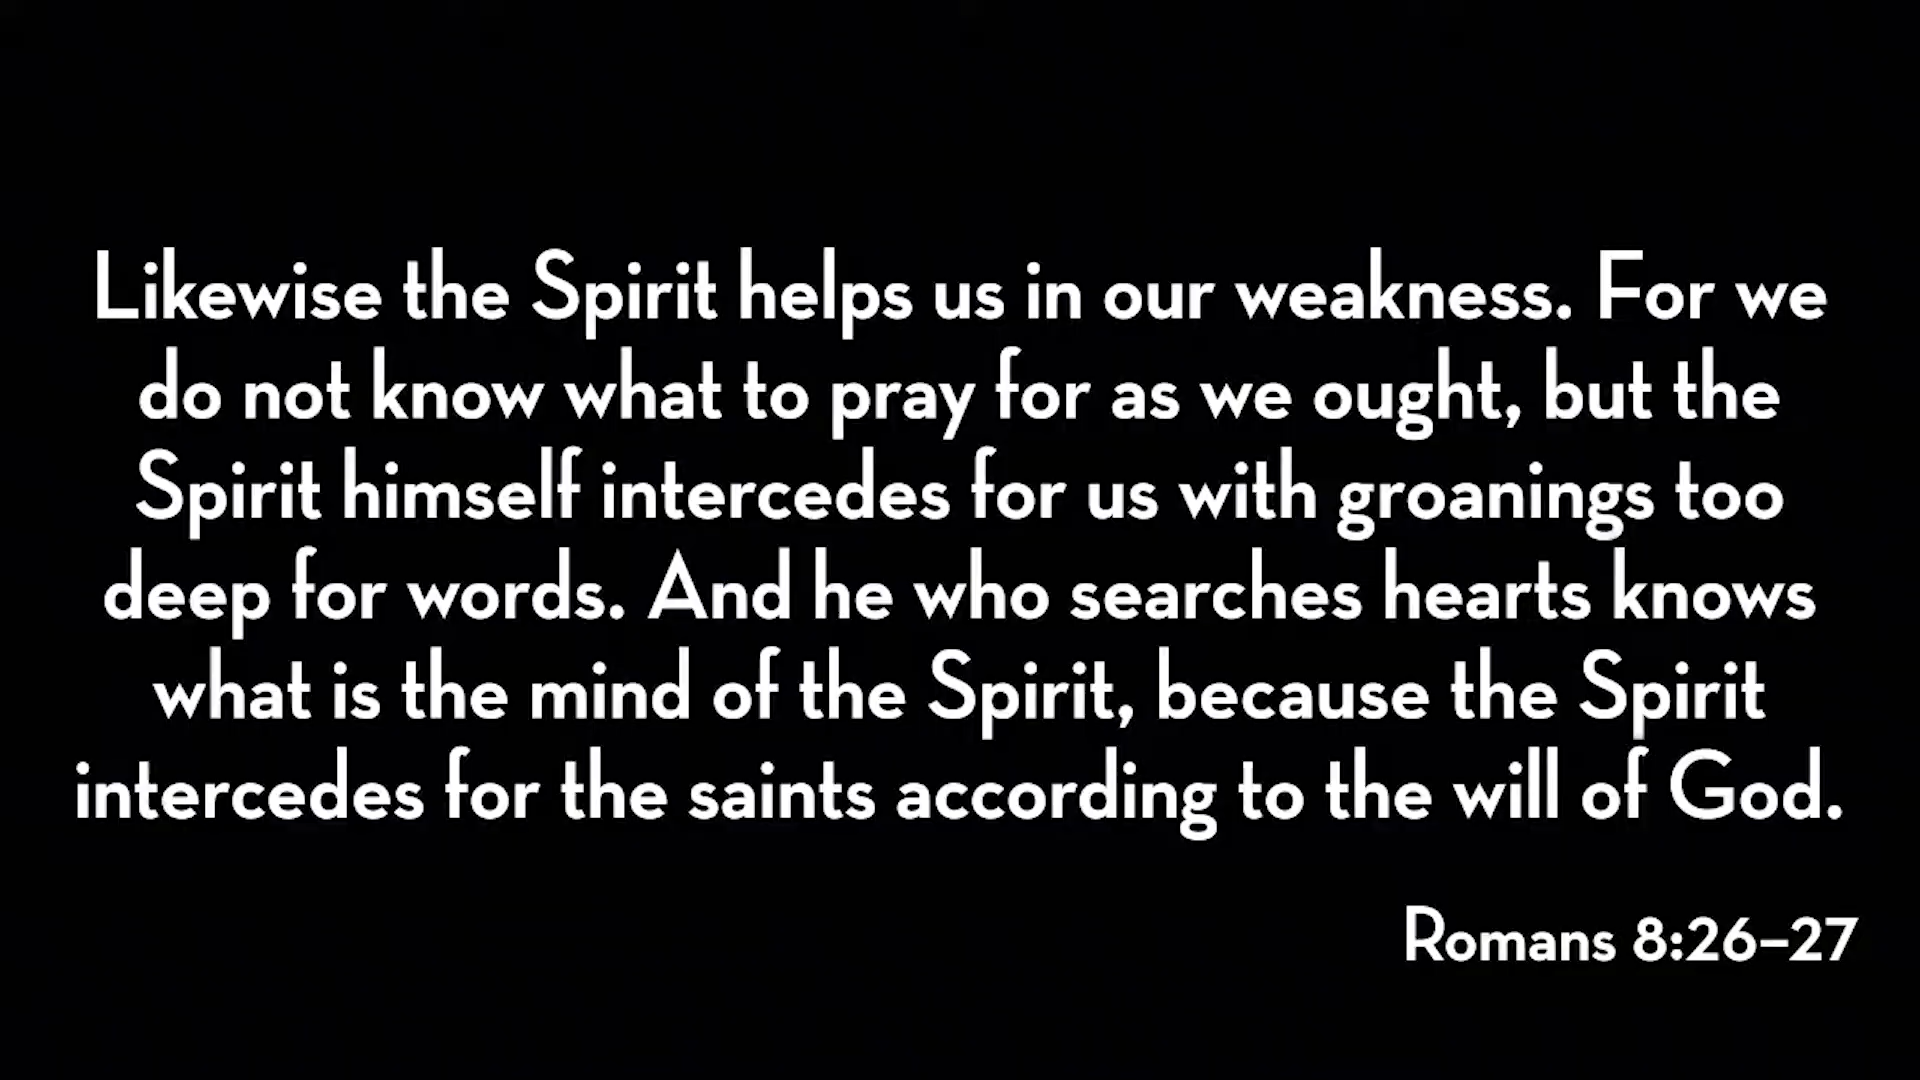 Likewise the Spirit helps us in our weakness. For we
do not know what to pray for as we ought, but the
Spirit himself intercedes for us with groanings too
deep for words. And he who searches hearts knows
what is the mind of the Spirit, because the Spirit
intercedes for the saints according to the will of God.
Romans 8:26–27